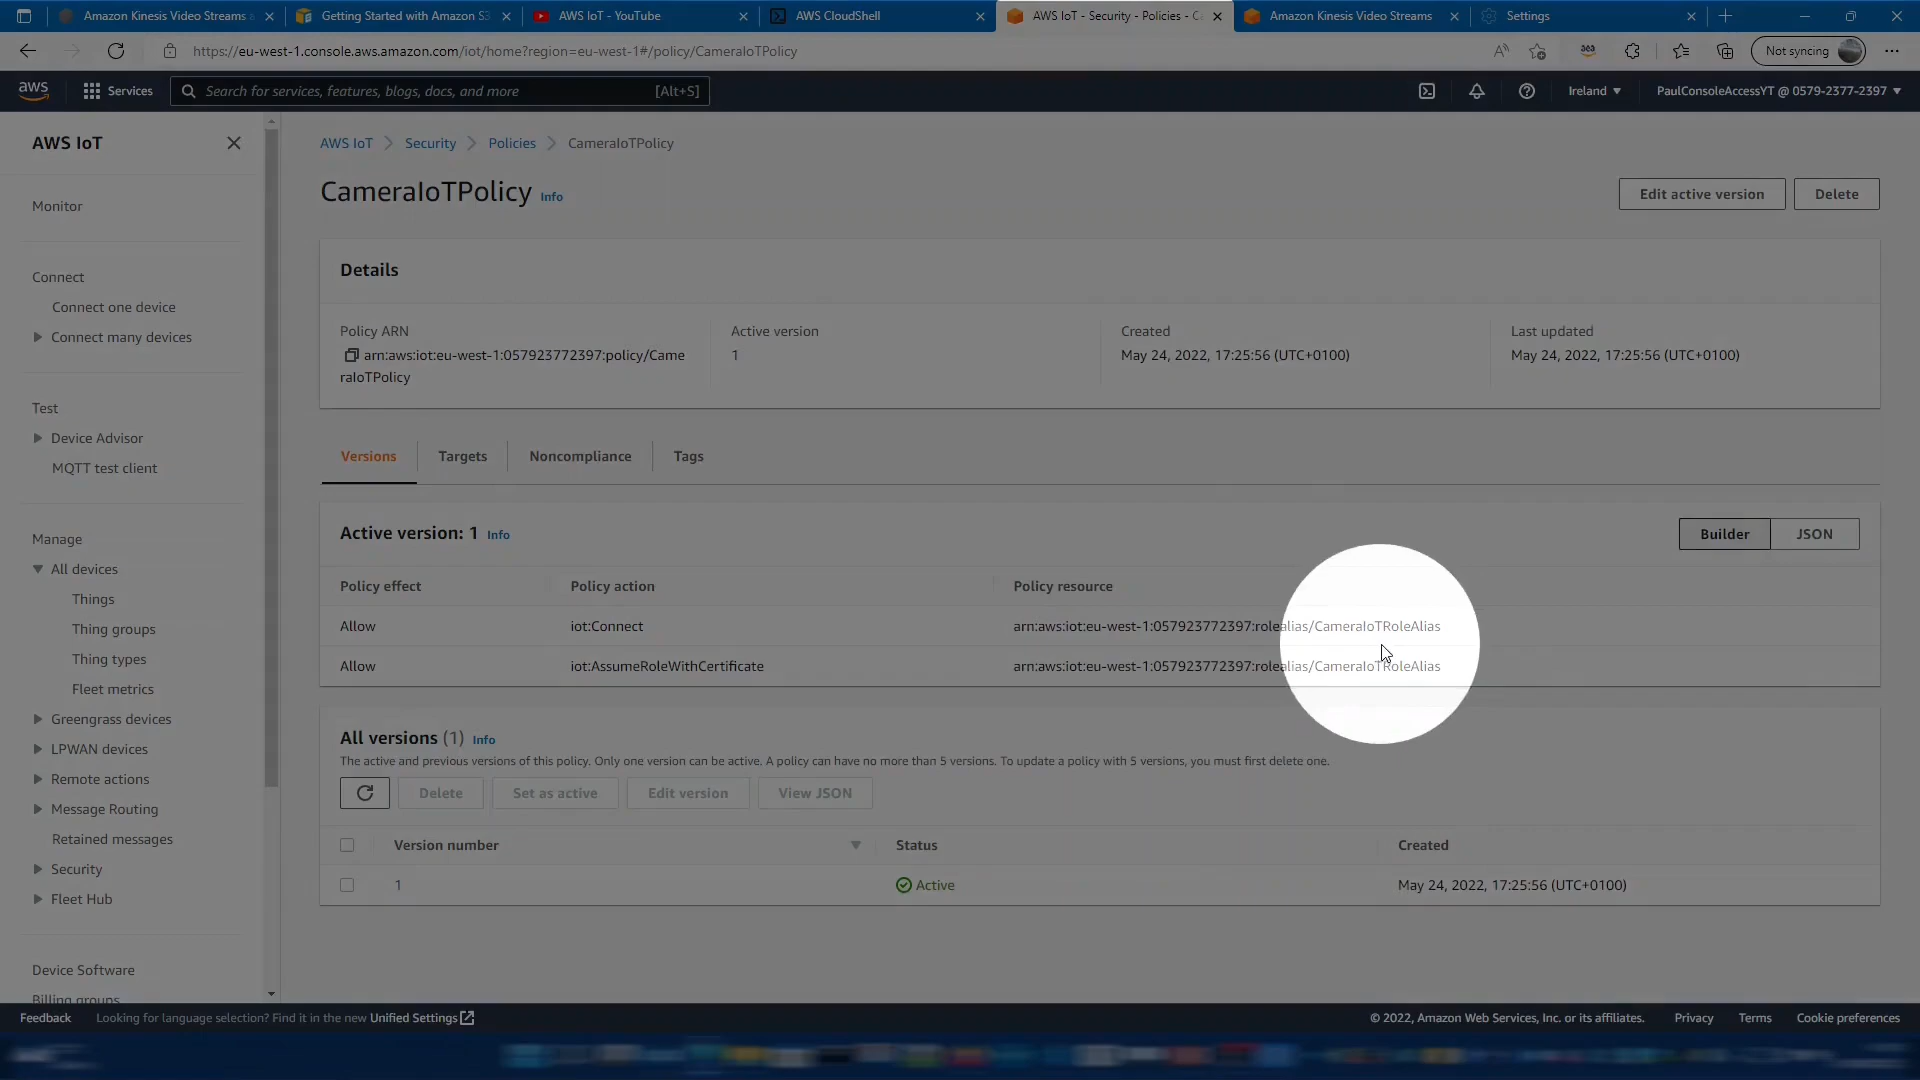 Amazon Kinesis Video Streams a
Getting Started with Amazon S3
AWS IoT - YouTube
AWS CloudShell
AWS IoT - Security - Policies - C
Amazon Kinesis Video Streams
Settings
https://eu-west-1.console.aws.amazon.com/iot/home?region=eu-west-1#/policy/CameraIoTPolicy
Not syncing
aws
Services
Search for services, features, blogs, docs, and more
[Alt+S]
Ireland
PaulConsoleAccessYT @ 0579-2377-2397
AWS IoT
Monitor
Connect
Connect one device
Connect many devices
Test
Device Advisor
MQTT test client
Manage
All devices
Things
Thing groups
Thing types
Fleet metrics
Greengrass devices
LPWAN devices
Remote actions
Message Routing
Retained messages
Security
Fleet Hub
Device Software
Billing groups
AWS IoT
Security
Policies
CameraIoTPolicy
CameraIoTPolicy Info
Edit active version
Delete
Details
Policy ARN
arn:aws:iot:eu-west-1:057923772397:policy/Came
raIoTPolicy
Active version
1
Created
May 24, 2022, 17:25:56 (UTC+0100)
Last updated
May 24, 2022, 17:25:56 (UTC+0100)
Versions
Targets
Noncompliance
Tags
Active version: 1 Info
Builder
JSON
Policy effect
Policy action
Policy resource
Allow
iot:Connect
arn:aws:iot:eu-west-1:057923772397:rolealias/CameraIoTRoleAlias
Allow
iot:AssumeRoleWithCertificate
arn:aws:iot:eu-west-1:057923772397:rolealias/CameraIoTRoleAlias
All versions (1) Info
The active and previous versions of this policy. Only one version can be active. A policy can have no more than 5 versions. To update a policy with 5 versions, you must first delete one.
Delete
Set as active
Edit version
View JSON
Version number
Status
Created
1
Active
May 24, 2022, 17:25:56 (UTC+0100)
Feedback
Looking for language selection? Find it in the new Unified Settings
© 2022, Amazon Web Services, Inc. or its affiliates.
Privacy
Terms
Cookie preferences